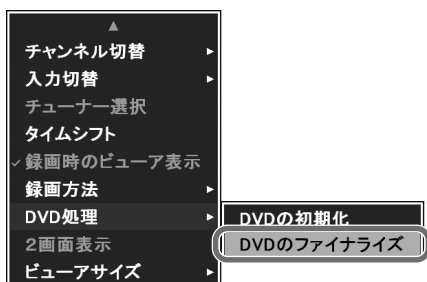 チャンネル切替
入力切替
チューナー選択
タイムシフト
録画時のビューア表示
録画方法
DVD処理
DVDの初期化
2画面表示
DVDのファイナライズ
ビューアサイズ